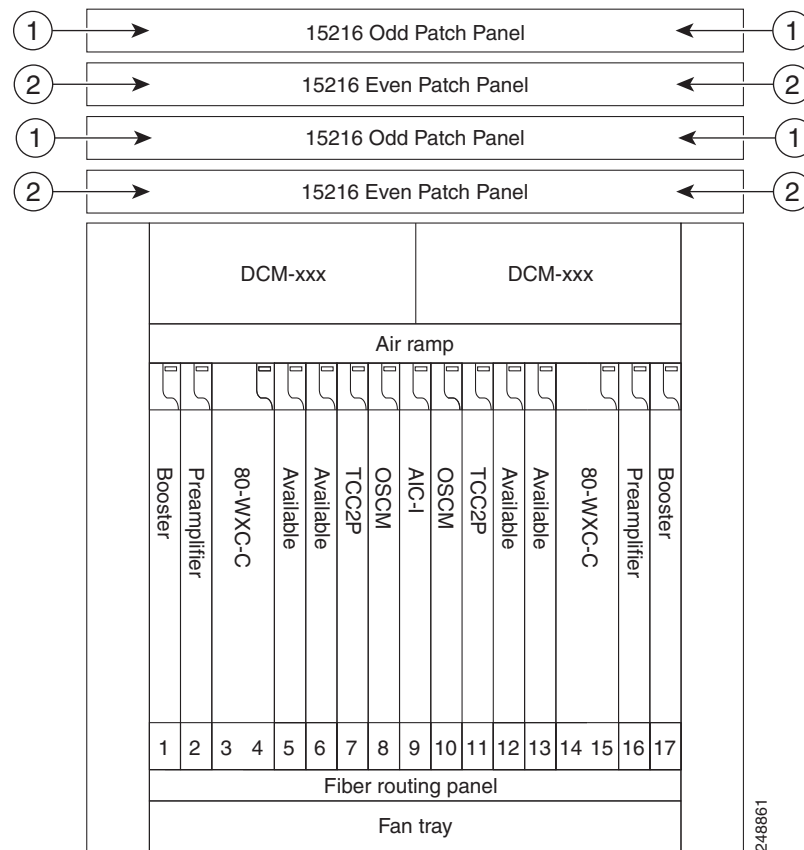 1 15216 Odd Patch Panel 1
2 15216 Even Patch Panel 2
1 15216 Odd Patch Panel 1
2 15216 Even Patch Panel 2
DCM-xxx DCM-xxx
Air ramp
Booster
Preamplifier
80-WXC-C
Available
Available
TCC2P
OSCM
AIC-I
OSCM
TCC2P
Available
Available
80-WXC-C
Preamplifier
Booster
1 2 3 4 5 6 7 8 9 10 11 12 13 14 15 16 17
Fiber routing panel
Fan tray
248861